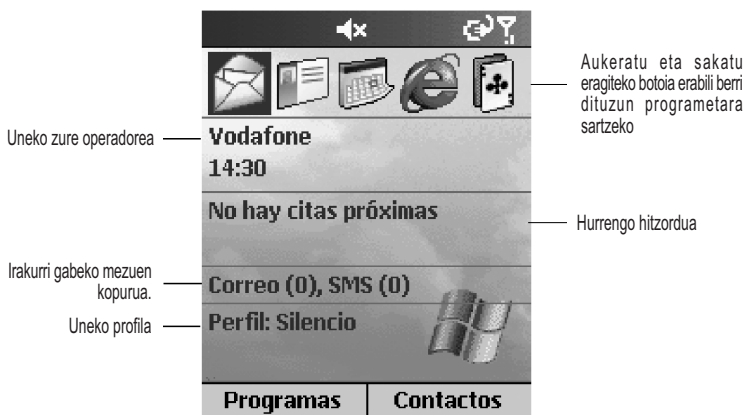 Aukeratu eta sakatu
eragiteko botoia erabili berri
dituzun programetara
sartzeko
Uneko zure operadorea
Vodafone
14:30
No hay citas próximas
Hurrengo hitzordua
Irakurri gabeko mezuen
kopurua.
Correo (0), SMS (0)
Uneko profila
Perfil: Silencio
Programas
Contactos